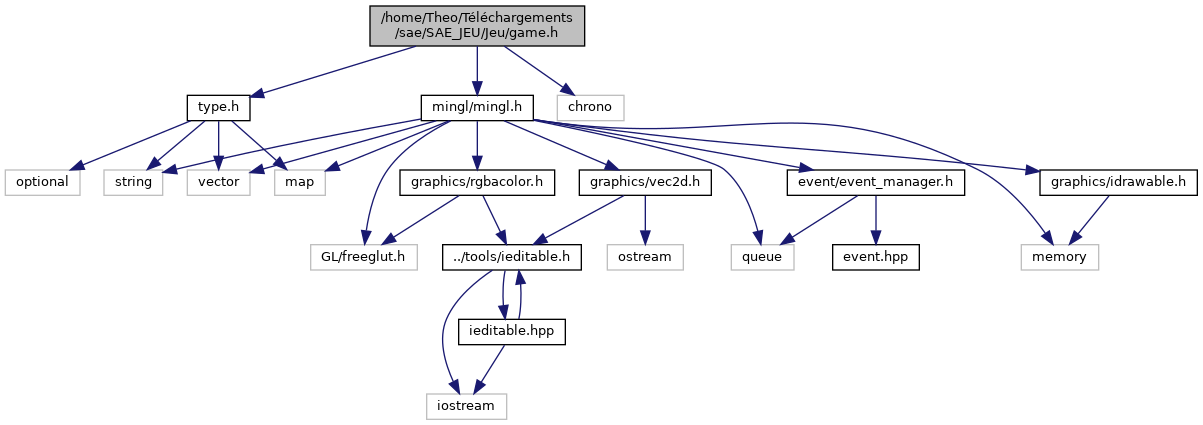 /home/Theo/Téléchargements
/sae/SAE_JEU/Jeu/game.h
type.h
mingl/mingl.h
chrono
optional
string
vector
map
graphics/rgbacolor.h
graphics/vec2d.h
event/event_manager.h
graphics/idrawable.h
GL/freeglut.h
../tools/ieditable.h
ostream
queue
event.hpp
memory
ieditable.hpp
iostream